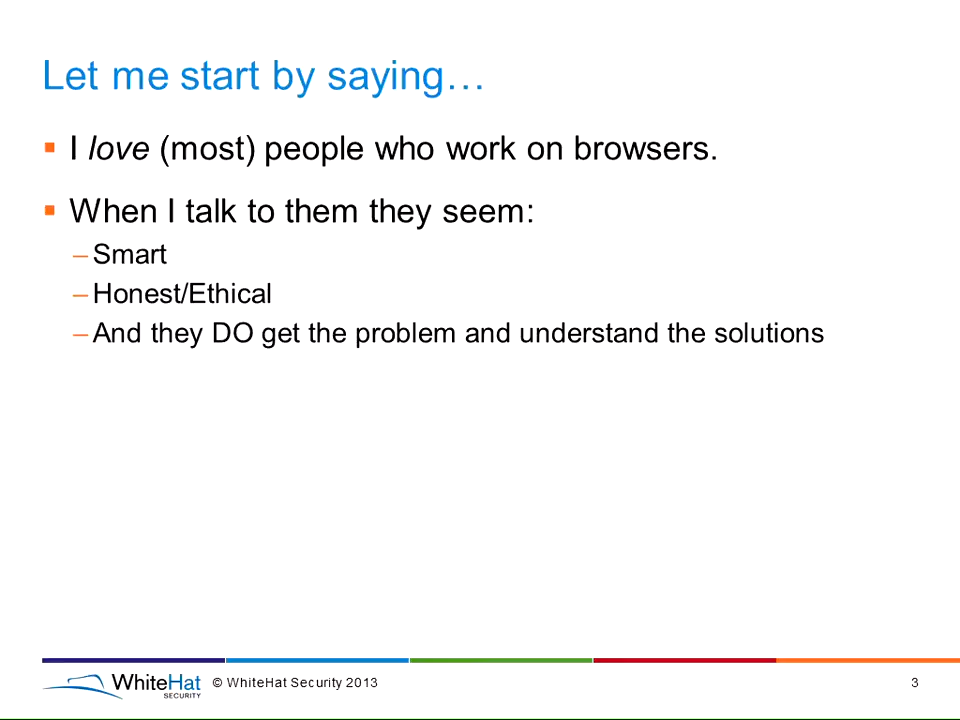 Let me start by saying…
▪ I love (most) people who work on browsers.
▪ When I talk to them they seem:
– Smart
– Honest/Ethical
– And they DO get the problem and understand the solutions
WhiteHat SECURITY © WhiteHat Security 2013 3